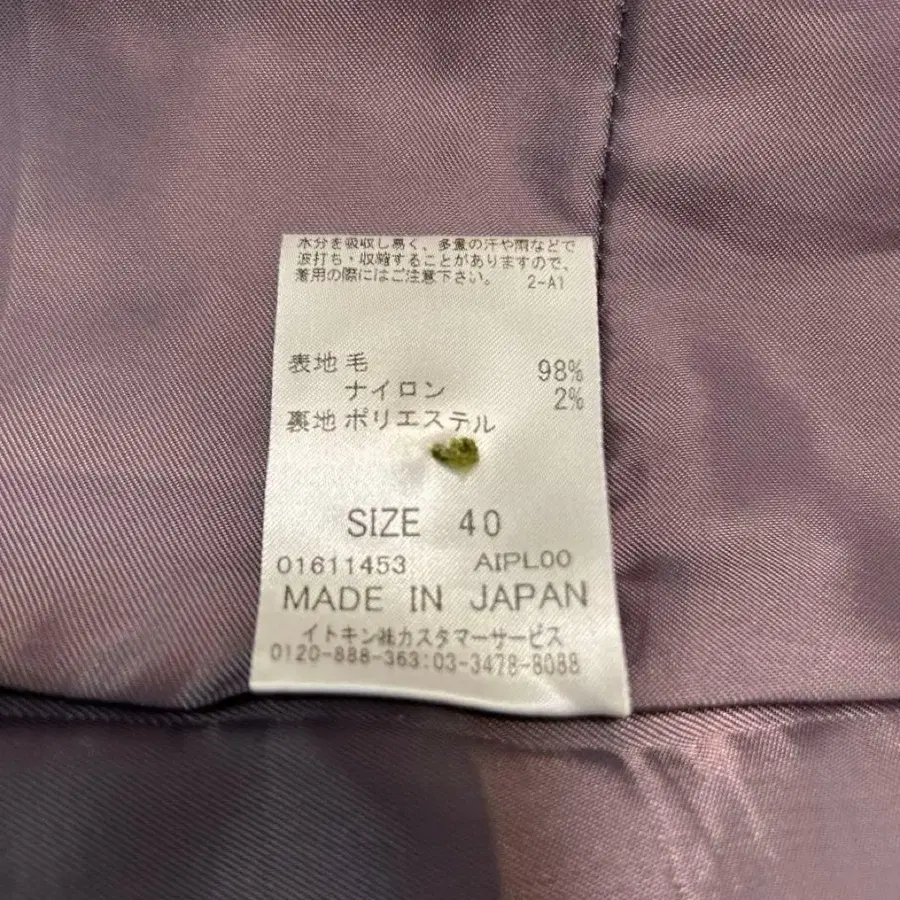 水分を吸収し易く、多量の汗や雨などで
波打ち・収縮することがありますので、
着用の際にはご注意下さい。 2-A1
表地 毛 98%
ナイロン 2%
裏地 ポリエステル
SIZE 40
01611453 AIPL00
MADE IN JAPAN
イトキン㈱カスタマーサービス
0120-888-363:03-3478-8088